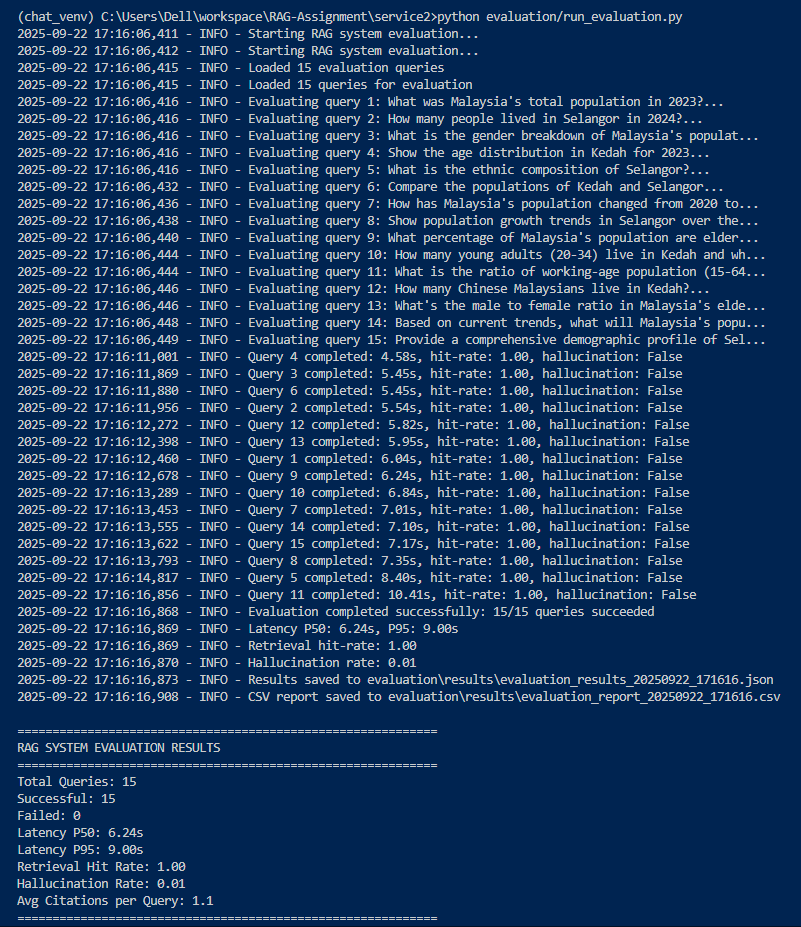 (chat_venv) C:\Users\Dell\workspace\RAG-Assignment\service2>python evaluation/run_evaluation.py
2025-09-22 17:16:06,411 - INFO - Starting RAG system evaluation...
2025-09-22 17:16:06,412 - INFO - Starting RAG system evaluation...
2025-09-22 17:16:06,415 - INFO - Loaded 15 evaluation queries
2025-09-22 17:16:06,415 - INFO - Loaded 15 queries for evaluation
2025-09-22 17:16:06,416 - INFO - Evaluating query 1: What was Malaysia's total population in 2023?...
2025-09-22 17:16:06,416 - INFO - Evaluating query 2: How many people lived in Selangor in 2024?...
2025-09-22 17:16:06,416 - INFO - Evaluating query 3: What is the gender breakdown of Malaysia's populat...
2025-09-22 17:16:06,416 - INFO - Evaluating query 4: Show the age distribution in Kedah for 2023...
2025-09-22 17:16:06,416 - INFO - Evaluating query 5: What is the ethnic composition of Selangor?...
2025-09-22 17:16:06,432 - INFO - Evaluating query 6: Compare the populations of Kedah and Selangor...
2025-09-22 17:16:06,436 - INFO - Evaluating query 7: How has Malaysia's population changed from 2020 to...
2025-09-22 17:16:06,438 - INFO - Evaluating query 8: Show population growth trends in Selangor over the...
2025-09-22 17:16:06,440 - INFO - Evaluating query 9: What percentage of Malaysia's population are elder...
2025-09-22 17:16:06,444 - INFO - Evaluating query 10: How many young adults (20-34) live in Kedah and wh...
2025-09-22 17:16:06,444 - INFO - Evaluating query 11: What is the ratio of working-age population (15-64...
2025-09-22 17:16:06,446 - INFO - Evaluating query 12: How many Chinese Malaysians live in Kedah?...
2025-09-22 17:16:06,446 - INFO - Evaluating query 13: What's the male to female ratio in Malaysia's elde...
2025-09-22 17:16:06,448 - INFO - Evaluating query 14: Based on current trends, what will Malaysia's popu...
2025-09-22 17:16:06,449 - INFO - Evaluating query 15: Provide a comprehensive demographic profile of Sel...
2025-09-22 17:16:11,001 - INFO - Query 4 completed: 4.58s, hit-rate: 1.00, hallucination: False
2025-09-22 17:16:11,869 - INFO - Query 3 completed: 5.45s, hit-rate: 1.00, hallucination: False
2025-09-22 17:16:11,880 - INFO - Query 6 completed: 5.45s, hit-rate: 1.00, hallucination: False
2025-09-22 17:16:11,956 - INFO - Query 2 completed: 5.54s, hit-rate: 1.00, hallucination: False
2025-09-22 17:16:12,272 - INFO - Query 12 completed: 5.82s, hit-rate: 1.00, hallucination: False
2025-09-22 17:16:12,398 - INFO - Query 13 completed: 5.95s, hit-rate: 1.00, hallucination: False
2025-09-22 17:16:12,460 - INFO - Query 1 completed: 6.04s, hit-rate: 1.00, hallucination: False
2025-09-22 17:16:12,678 - INFO - Query 9 completed: 6.24s, hit-rate: 1.00, hallucination: False
2025-09-22 17:16:13,289 - INFO - Query 10 completed: 6.84s, hit-rate: 1.00, hallucination: False
2025-09-22 17:16:13,453 - INFO - Query 7 completed: 7.01s, hit-rate: 1.00, hallucination: False
2025-09-22 17:16:13,555 - INFO - Query 14 completed: 7.10s, hit-rate: 1.00, hallucination: False
2025-09-22 17:16:13,622 - INFO - Query 15 completed: 7.17s, hit-rate: 1.00, hallucination: False
2025-09-22 17:16:13,793 - INFO - Query 8 completed: 7.35s, hit-rate: 1.00, hallucination: False
2025-09-22 17:16:14,817 - INFO - Query 5 completed: 8.40s, hit-rate: 1.00, hallucination: False
2025-09-22 17:16:16,856 - INFO - Query 11 completed: 10.41s, hit-rate: 1.00, hallucination: False
2025-09-22 17:16:16,868 - INFO - Evaluation completed successfully: 15/15 queries succeeded
2025-09-22 17:16:16,869 - INFO - Latency P50: 6.24s, P95: 9.00s
2025-09-22 17:16:16,869 - INFO - Retrieval hit-rate: 1.00
2025-09-22 17:16:16,870 - INFO - Hallucination rate: 0.01
2025-09-22 17:16:16,873 - INFO - Results saved to evaluation\results\evaluation_results_20250922_171616.json
2025-09-22 17:16:16,908 - INFO - CSV report saved to evaluation\results\evaluation_report_20250922_171616.csv
============================================================
RAG SYSTEM EVALUATION RESULTS
============================================================
Total Queries: 15
Successful: 15
Failed: 0
Latency P50: 6.24s
Latency P95: 9.00s
Retrieval Hit Rate: 1.00
Hallucination Rate: 0.01
Avg Citations per Query: 1.1
============================================================